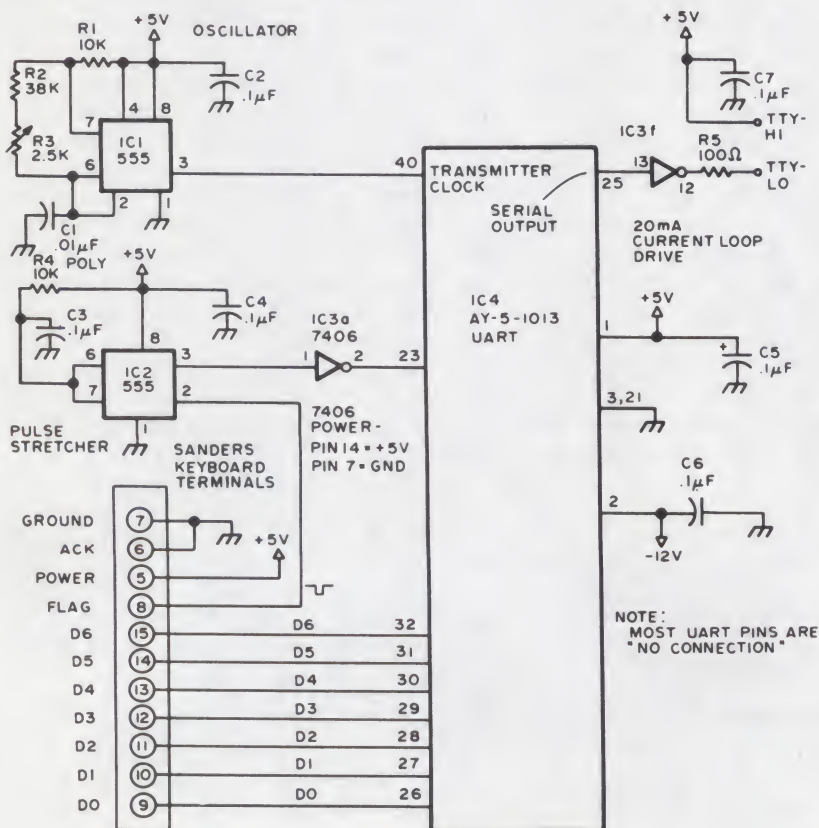 +5V
OSCILLATOR
R1
10K
R2
38K
R3
2.5K
C2
.1µF
4
8
7
6
2
3
1
IC1
555
C1
.01µF
POLY
+5V
R4
10K
C3
.1µF
C4
.1µF
8
6
7
3
2
1
IC2
555
PULSE
STRETCHER
IC3a
7406
1
2
23
7406
POWER-
PIN 14 = +5V
PIN 7 = GND
SANDERS
KEYBOARD
TERMINALS
GROUND 7
ACK 6
POWER 5
+5V
FLAG 8
D6 15 D6 32
D5 14 D5 31
D4 13 D4 30
D3 12 D3 29
D2 11 D2 28
D1 10 D1 27
D0 9 D0 26
40
TRANSMITTER
CLOCK
SERIAL
OUTPUT
25
IC4
AY-5-1013
UART
+5V
C7
.1µF
TTY-
HI
IC3f
13
12
R5
100Ω
TTY-
LO
20mA
CURRENT LOOP
DRIVE
1
+5V
+
C5
.1µF
3,21
2
C6
.1µF
-12V
NOTE:
MOST UART PINS ARE
"NO CONNECTION"